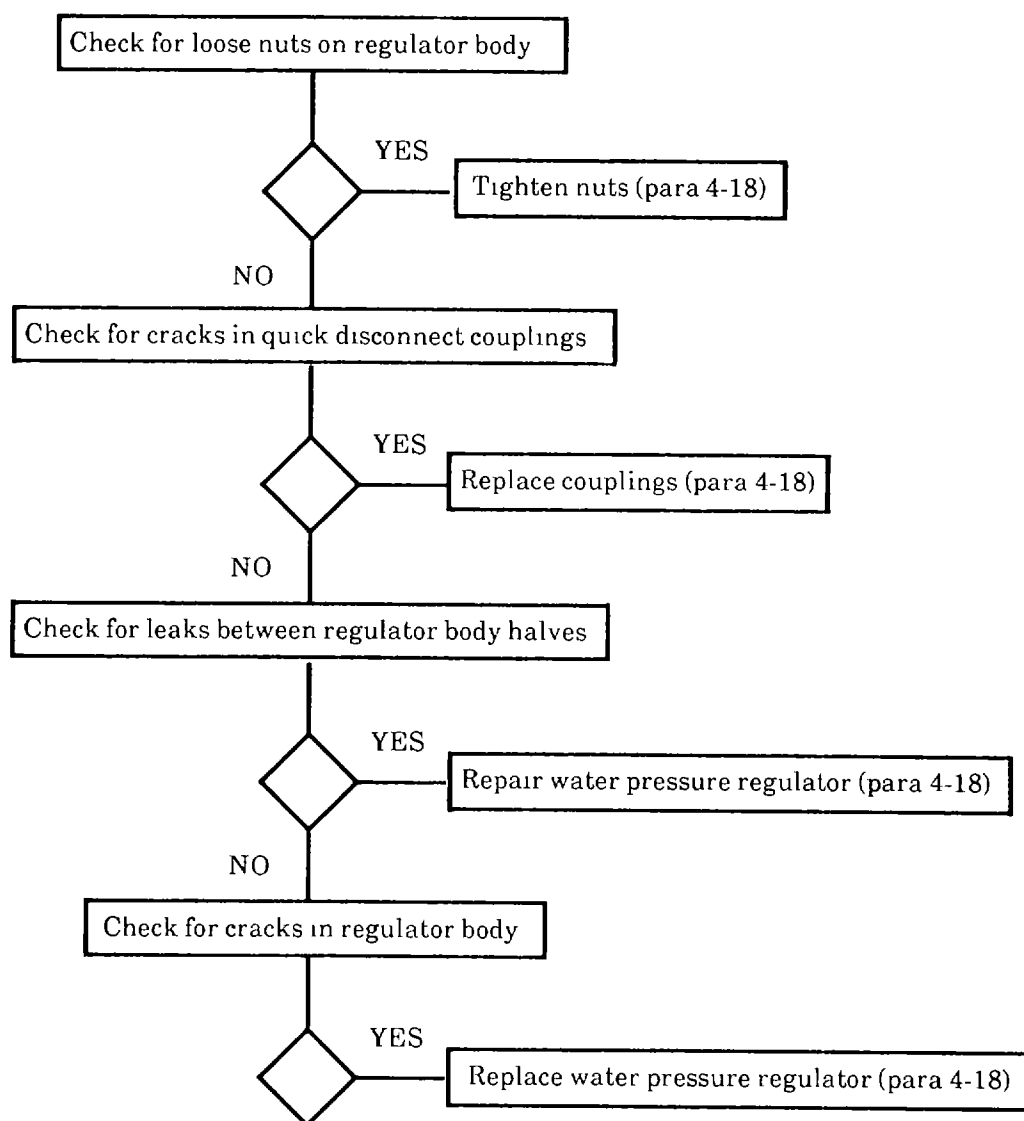 Check for loose nuts on regulator body
YES
Tighten nuts (para 4-18)
NO
Check for cracks in quick disconnect couplings
YES
Replace couplings (para 4-18)
NO
Check for leaks between regulator body halves
YES
Repair water pressure regulator (para 4-18)
NO
Check for cracks in regulator body
YES
Replace water pressure regulator (para 4-18)